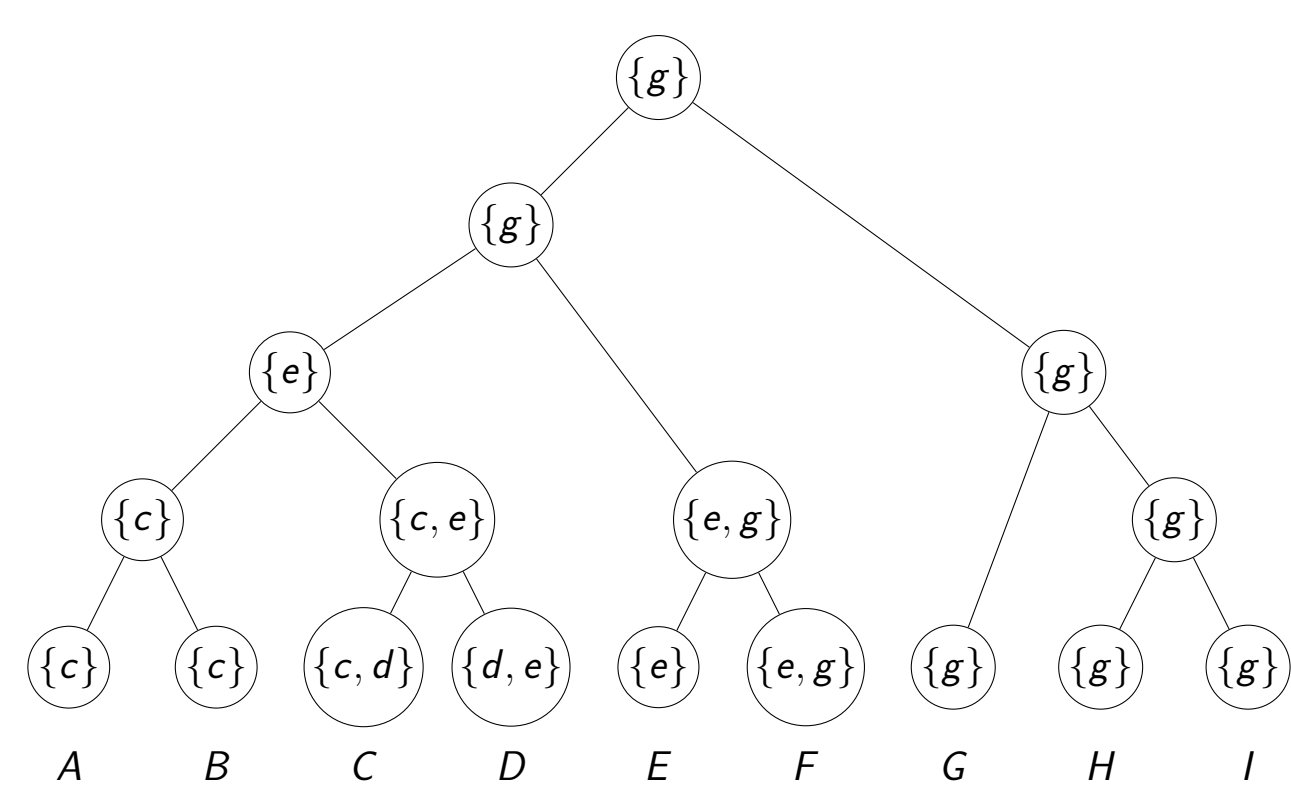 {g}
{g}
{e} {g}
{c} {c, e} {e, g} {g}
{c} {c} {c, d} {d, e} {e} {e, g} {g} {g} {g}
A B C D E F G H I